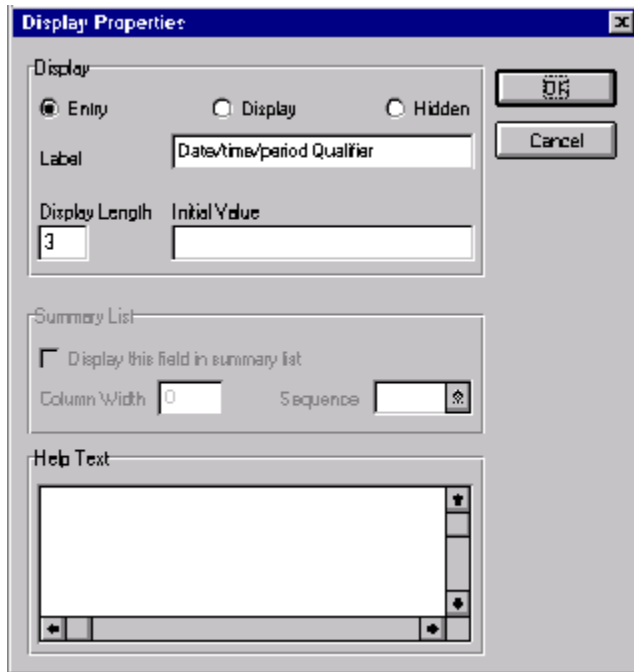 Display Properties
Display
OK
Entry
Display
Hidden
Cancel
Label
Date/time/period Qualifier
Display Length
Initial Value
3
Summary List
Display this field in summary list
Column Width
0
Sequence
Help Text